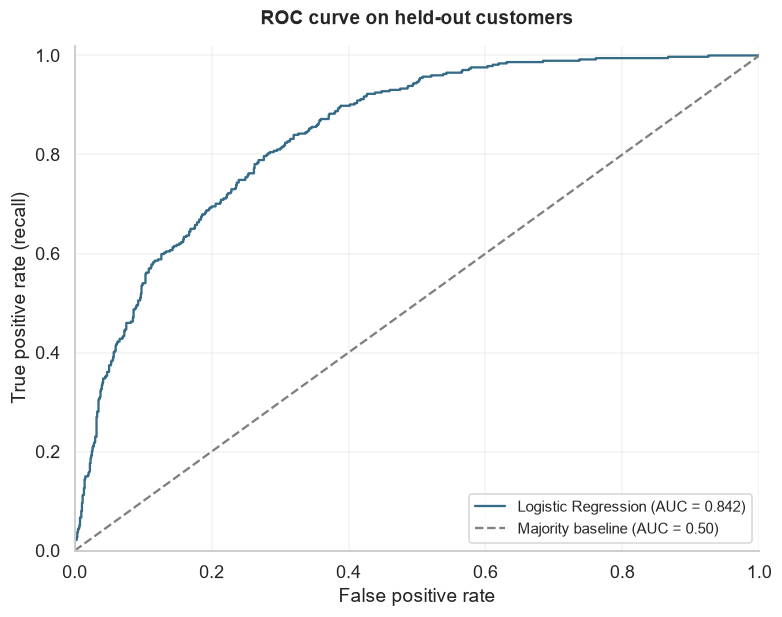 ROC curve on held-out customers
1.0
0.8
0.6
0.4
0.2
0.0
True positive rate (recall)
0.0 0.2 0.4 0.6 0.8 1.0
False positive rate
Logistic Regression (AUC = 0.842)
Majority baseline (AUC = 0.50)